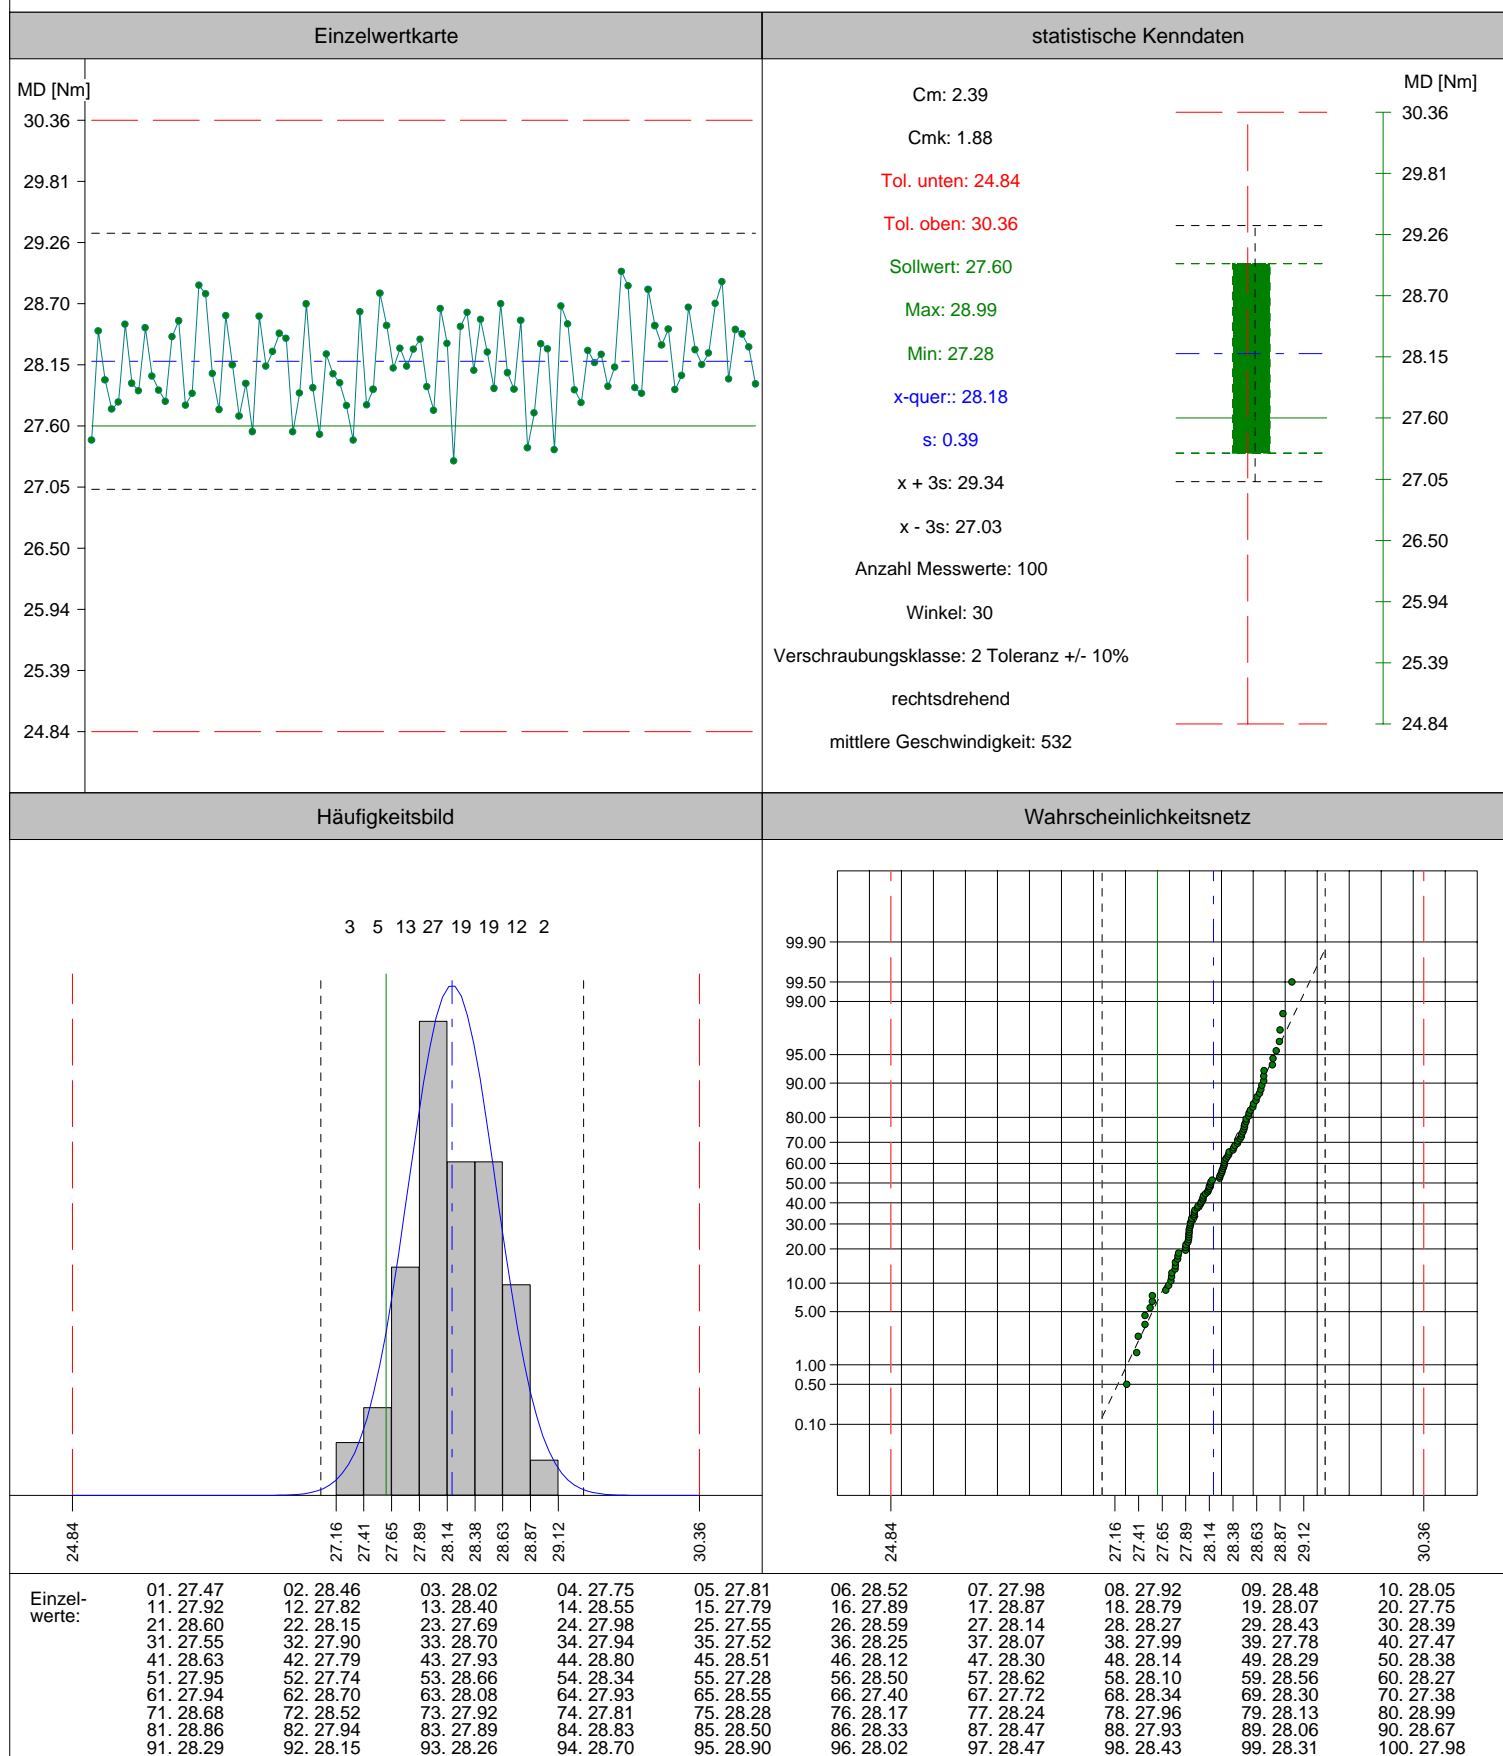 Einzelwertkarte
statistische Kenndaten
MD [Nm]
30.36
29.81
29.26
28.70
28.15
27.60
27.05
26.50
25.94
25.39
24.84
Cm: 2.39
Cmk: 1.88
Tol. unten: 24.84
Tol. oben: 30.36
Sollwert: 27.60
Max: 28.99
Min: 27.28
x-quer:: 28.18
s: 0.39
x + 3s: 29.34
x - 3s: 27.03
Anzahl Messwerte: 100
Winkel: 30
Verschraubungsklasse: 2 Toleranz +/- 10%
rechtsdrehend
mittlere Geschwindigkeit: 532
MD [Nm]
30.36
29.81
29.26
28.70
28.15
27.60
27.05
26.50
25.94
25.39
24.84
Häufigkeitsbild
Wahrscheinlichkeitsnetz
3 5 13 27 19 19 12 2
24.84 27.16 27.41 27.65 27.89 28.14 28.38 28.63 28.87 29.12 30.36
99.90
99.50
99.00
95.00
90.00
80.00
70.00
60.00
50.00
40.00
30.00
20.00
10.00
5.00
1.00
0.50
0.10
24.84 27.16 27.41 27.65 27.89 28.14 28.38 28.63 28.87 29.12 30.36
Einzel-
werte:
01. 27.47 02. 28.46 03. 28.02 04. 27.75 05. 27.81 06. 28.52 07. 27.98 08. 27.92 09. 28.48 10. 28.05
11. 27.92 12. 27.82 13. 28.40 14. 28.55 15. 27.79 16. 27.89 17. 28.87 18. 28.79 19. 28.07 20. 27.75
21. 28.60 22. 28.15 23. 27.69 24. 27.98 25. 27.55 26. 28.59 27. 28.14 28. 28.27 29. 28.43 30. 28.39
31. 27.55 32. 27.90 33. 28.70 34. 27.94 35. 27.52 36. 28.25 37. 28.07 38. 27.99 39. 27.78 40. 27.47
41. 28.63 42. 27.79 43. 27.93 44. 28.80 45. 28.51 46. 28.12 47. 28.30 48. 28.14 49. 28.29 50. 28.38
51. 27.95 52. 27.74 53. 28.66 54. 28.34 55. 27.28 56. 28.50 57. 28.62 58. 28.10 59. 28.56 60. 28.27
61. 27.94 62. 28.70 63. 28.08 64. 27.93 65. 28.55 66. 27.40 67. 27.72 68. 28.34 69. 28.30 70. 27.38
71. 28.68 72. 28.52 73. 27.92 74. 27.81 75. 28.28 76. 28.17 77. 28.24 78. 27.96 79. 28.13 80. 28.99
81. 28.86 82. 27.94 83. 27.89 84. 28.83 85. 28.50 86. 28.33 87. 28.47 88. 27.93 89. 28.06 90. 28.67
91. 28.29 92. 28.15 93. 28.26 94. 28.70 95. 28.90 96. 28.02 97. 28.47 98. 28.43 99. 28.31 100. 27.98